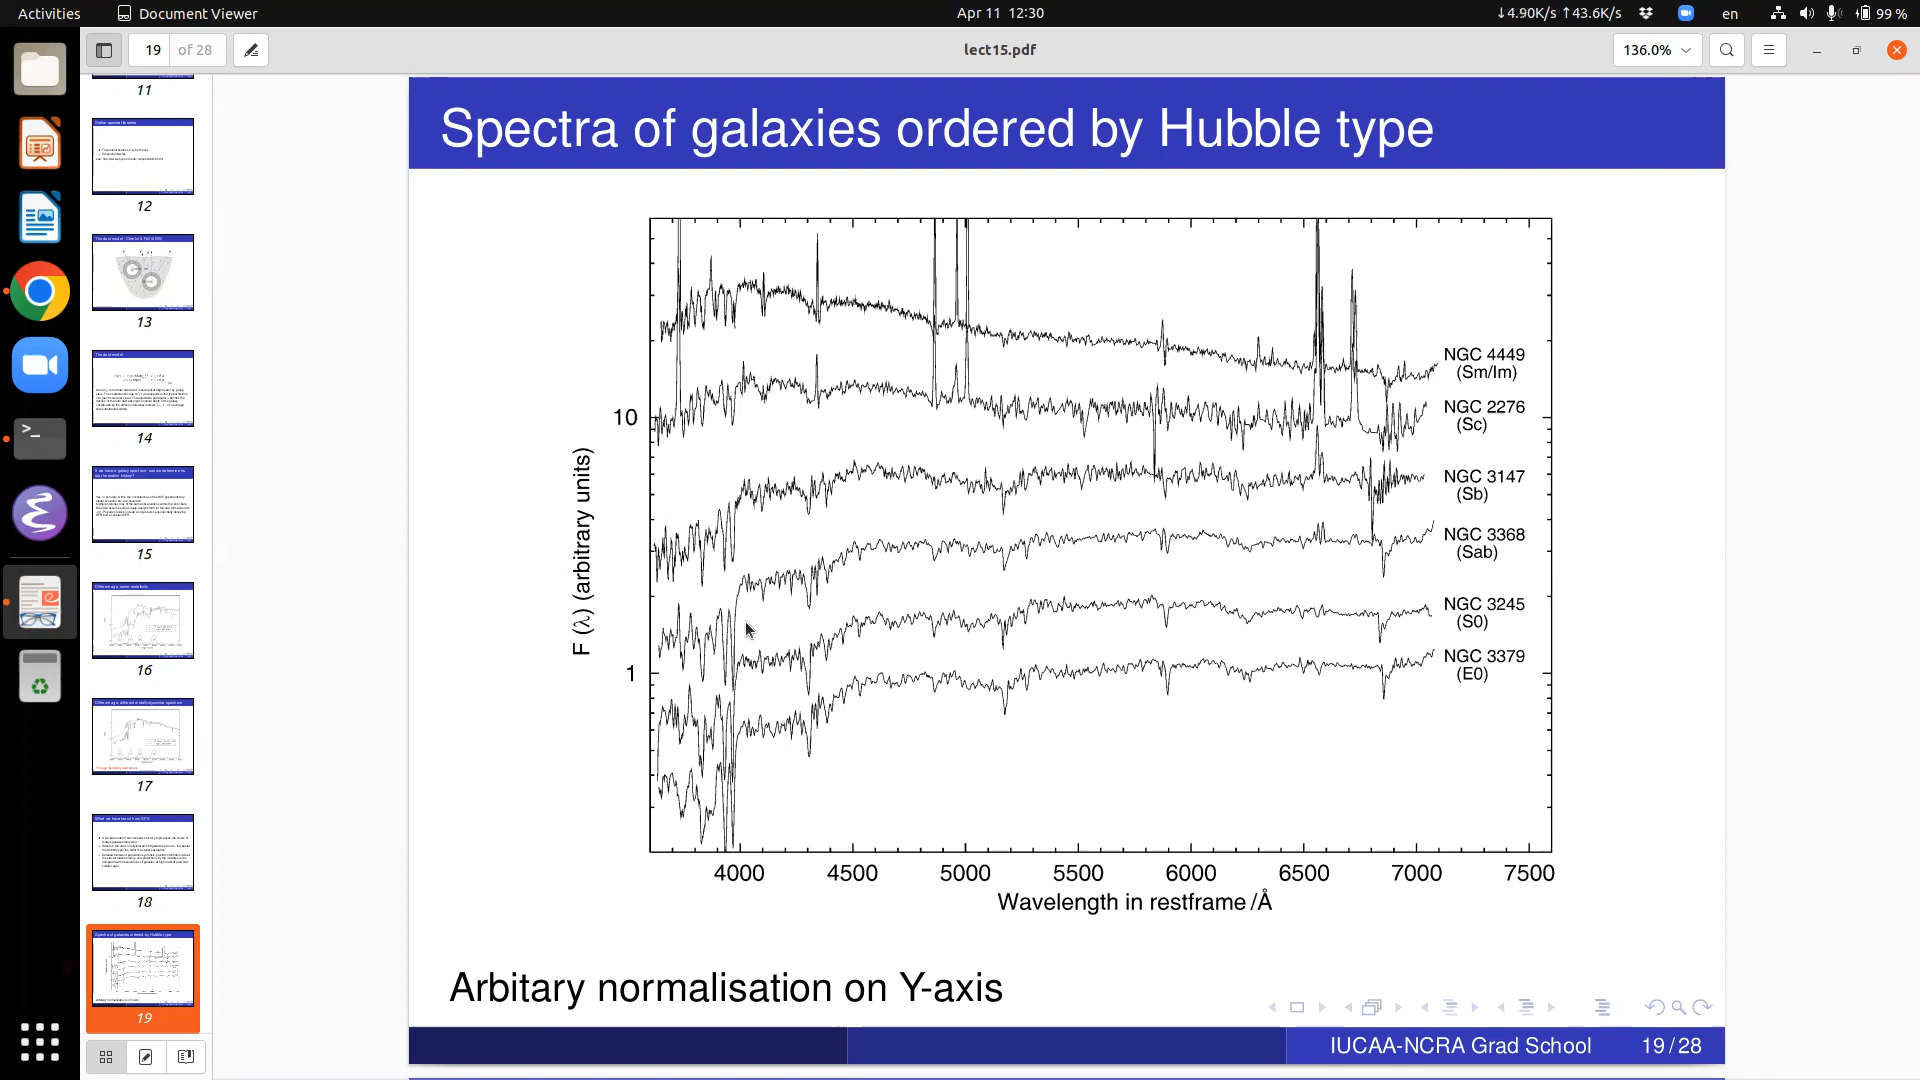 Activities
Document Viewer
Apr 11 12:30
↓4.90K/s ↑43.6K/s
en
99 %
19 of 28
lect15.pdf
136.0%
11
12
13
14
15
16
17
18
19
Spectra of galaxies ordered by Hubble type
F (λ) (arbitrary units)
10
1
NGC 4449
(Sm/Im)
NGC 2276
(Sc)
NGC 3147
(Sb)
NGC 3368
(Sab)
NGC 3245
(S0)
NGC 3379
(E0)
4000 4500 5000 5500 6000 6500 7000 7500
Wavelength in restframe /Å
Arbitary normalisation on Y-axis
IUCAA-NCRA Grad School 19 / 28